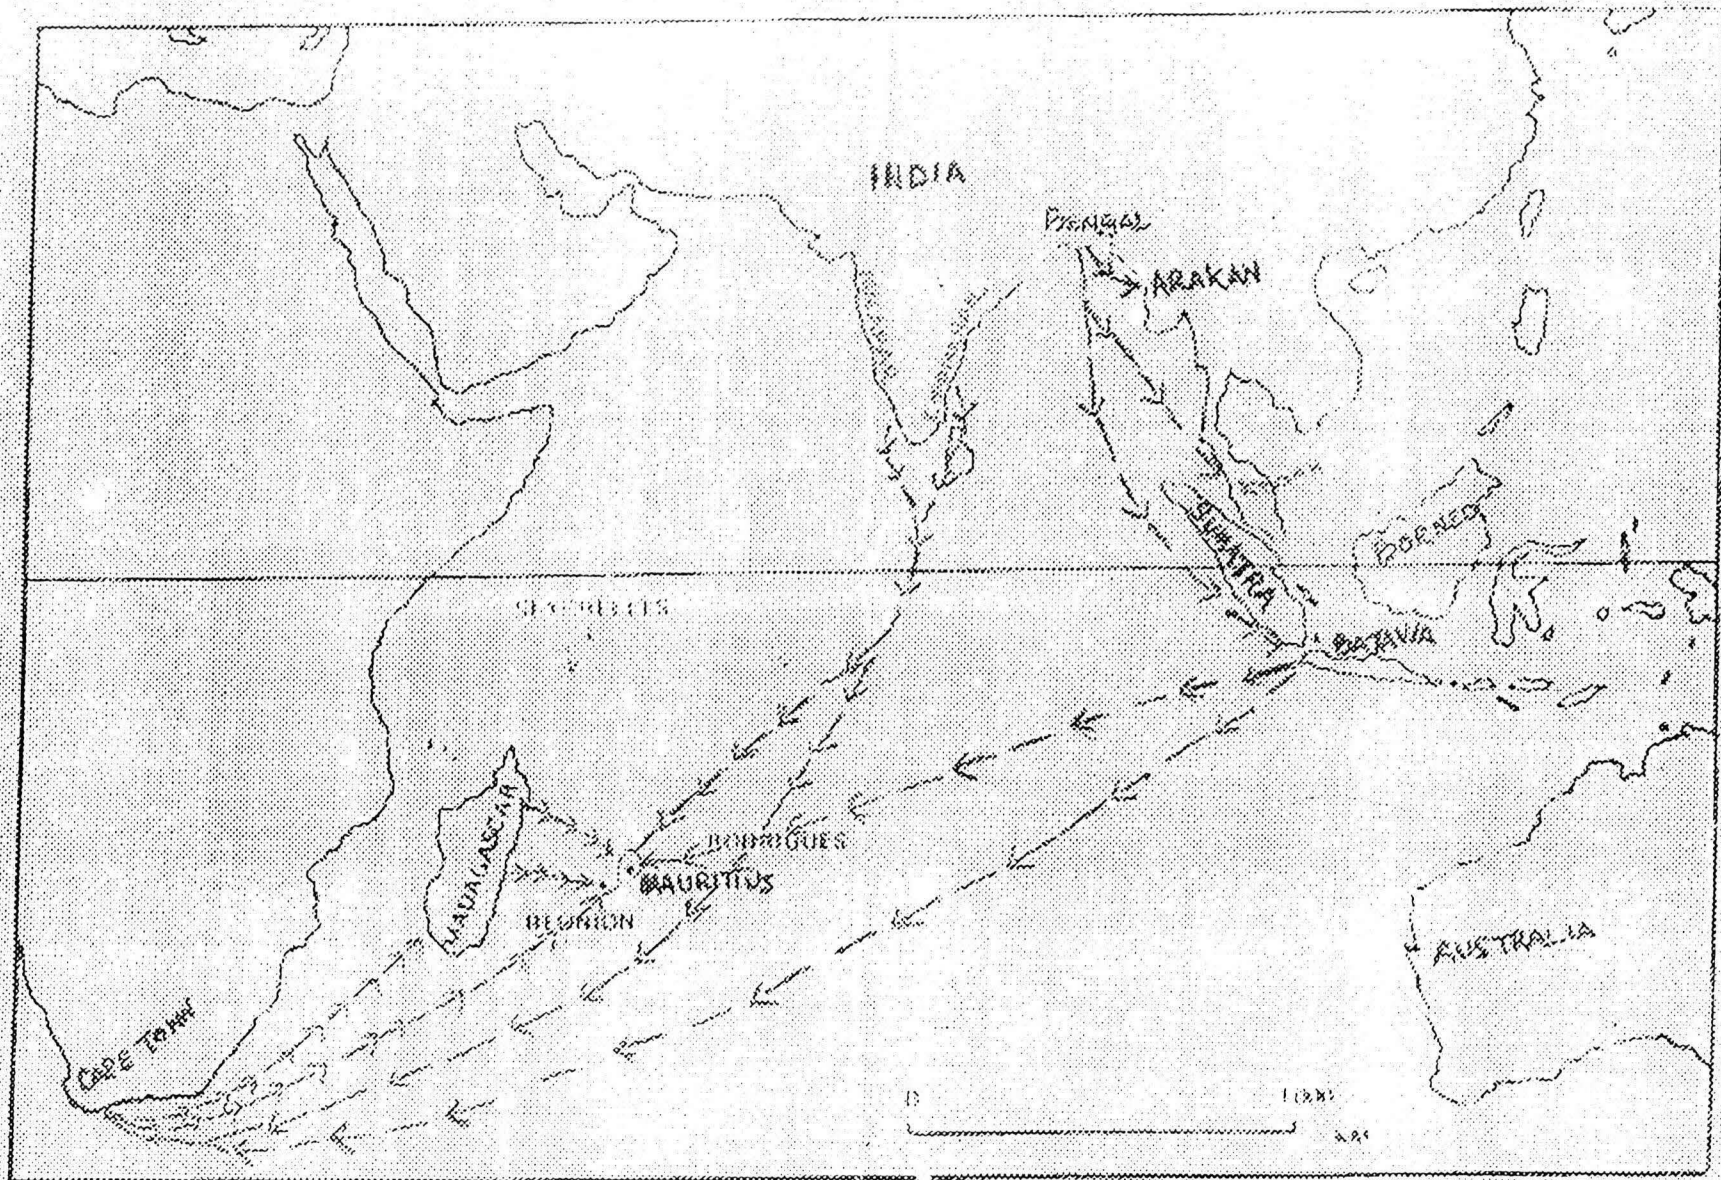 INDIA
BENGAL
ARAKAN
SUMATRA
BORNEO
SEYCHELLES
BATAVIA
MADAGASCAR
RODRIGUES
MAURITIUS
REUNION
AUSTRALIA
CAPE TOWN
0